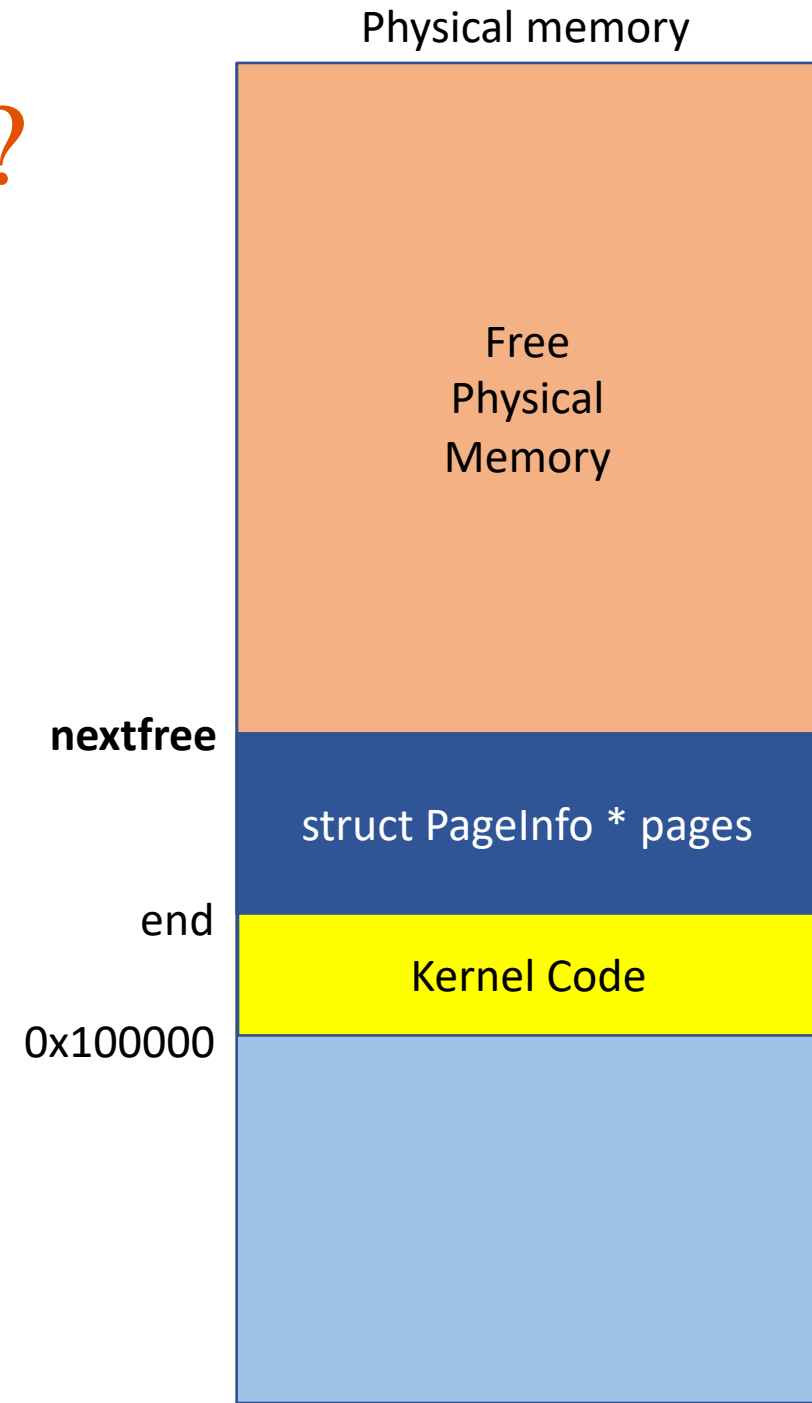 Physical memory
?
Free
Physical
Memory
nextfree
struct PageInfo * pages
end
Kernel Code
0x100000